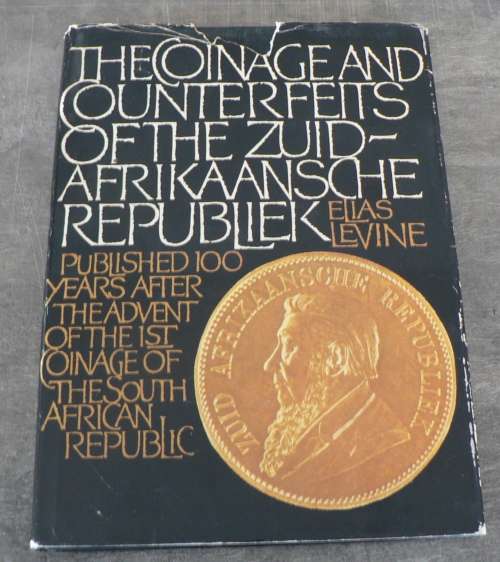 THE COINAGE AND
COUNTERFEITS
OF THE ZUID-
AFRIKAANSCHE
REPUBLIEK
ELIAS
LEVINE
PUBLISHED 100
YEARS AFTER
THE ADVENT
OF THE 1ST
COINAGE OF
THE SOUTH
AFRICAN
REPUBLIC
ZUID AFRIKAANSCHE REPUBLIEK